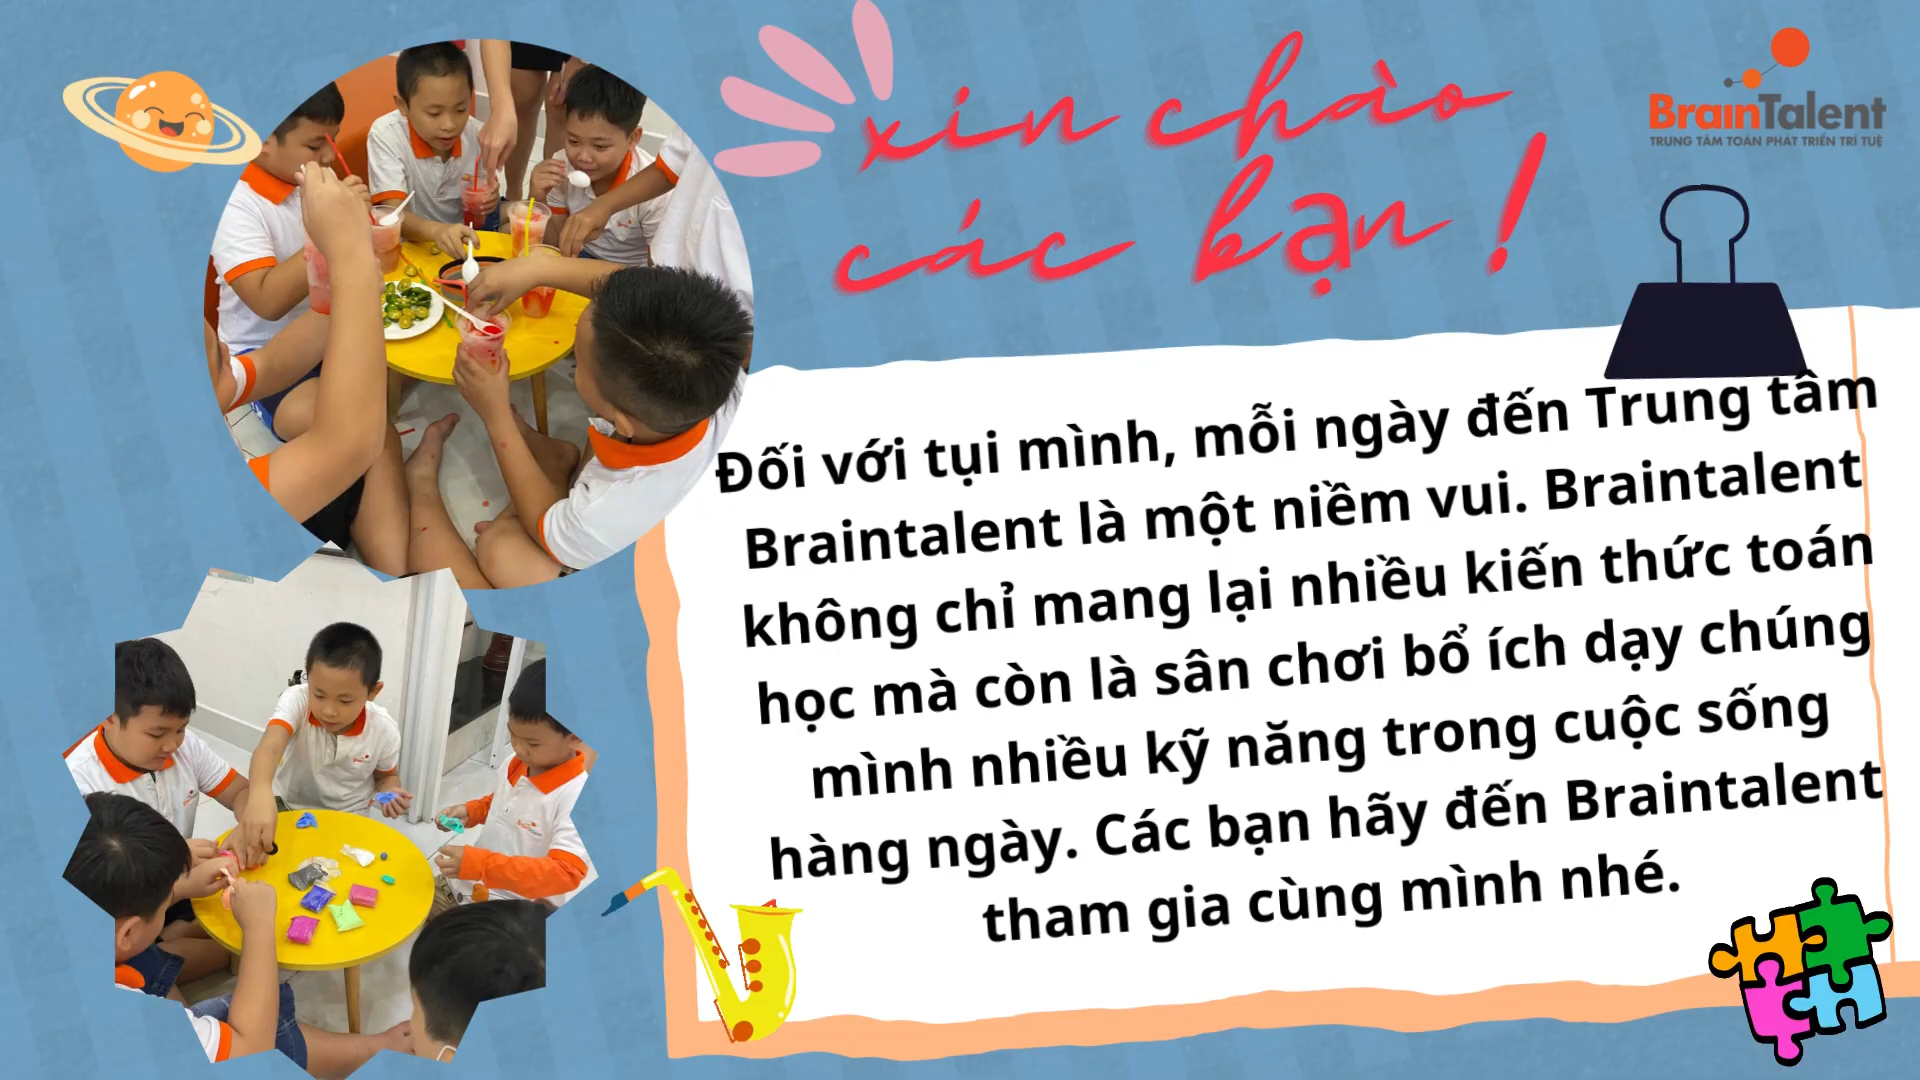 xin chào
các bạn !
BrainTalent
TRUNG TÂM TOÁN PHÁT TRIỂN TRÍ TUỆ
Đối với tụi mình, mỗi ngày đến Trung tâm
Braintalent là một niềm vui. Braintalent
không chỉ mang lại nhiều kiến thức toán
học mà còn là sân chơi bổ ích dạy chúng
mình nhiều kỹ năng trong cuộc sống
hàng ngày. Các bạn hãy đến Braintalent
tham gia cùng mình nhé.